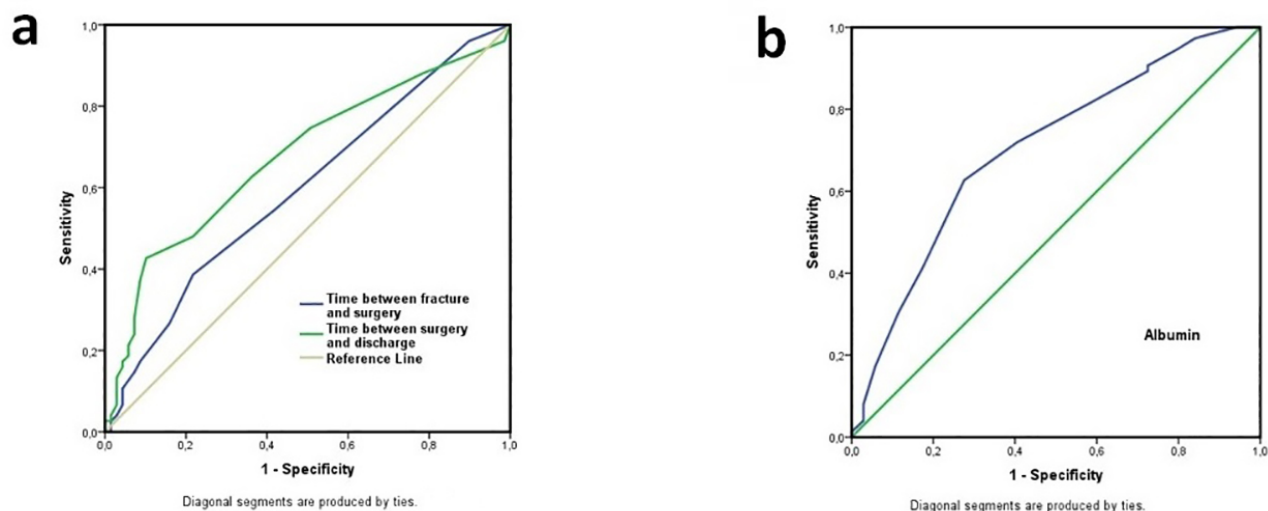 a
1,0
0,8
0,6
0,4
0,2
0,0
Sensitivity
Time between fracture
and surgery
Time between surgery
and discharge
Reference Line
0,0 0,2 0,4 0,6 0,8 1,0
1 - Specificity
Diagonal segments are produced by ties.
b
1,0
0,8
0,6
0,4
0,2
0,0
Sensitivity
Albumin
0,0 0,2 0,4 0,6 0,8 1,0
1 - Specificity
Diagonal segments are produced by ties.